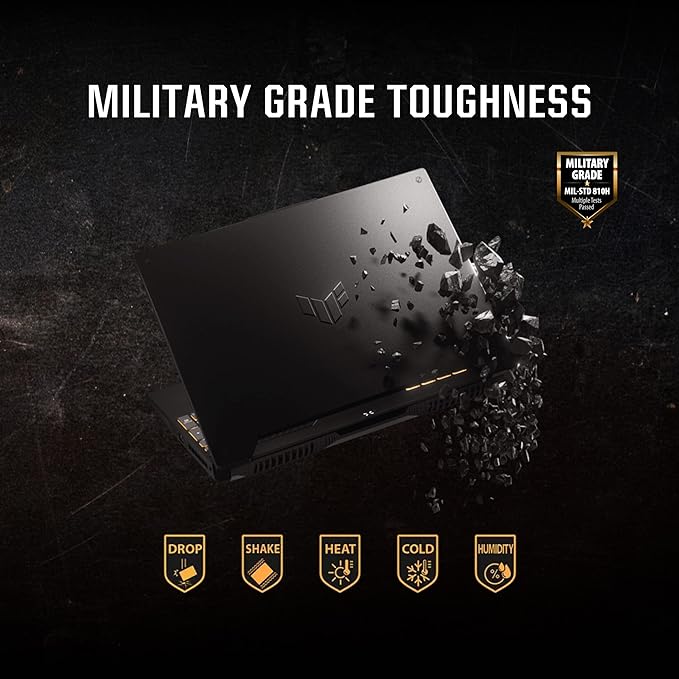 MILITARY GRADE TOUGHNESS
MILITARY
GRADE
MIL-STD 810H
Multiple Tests
Passed
DROP
SHAKE
HEAT
COLD
HUMIDITY
%